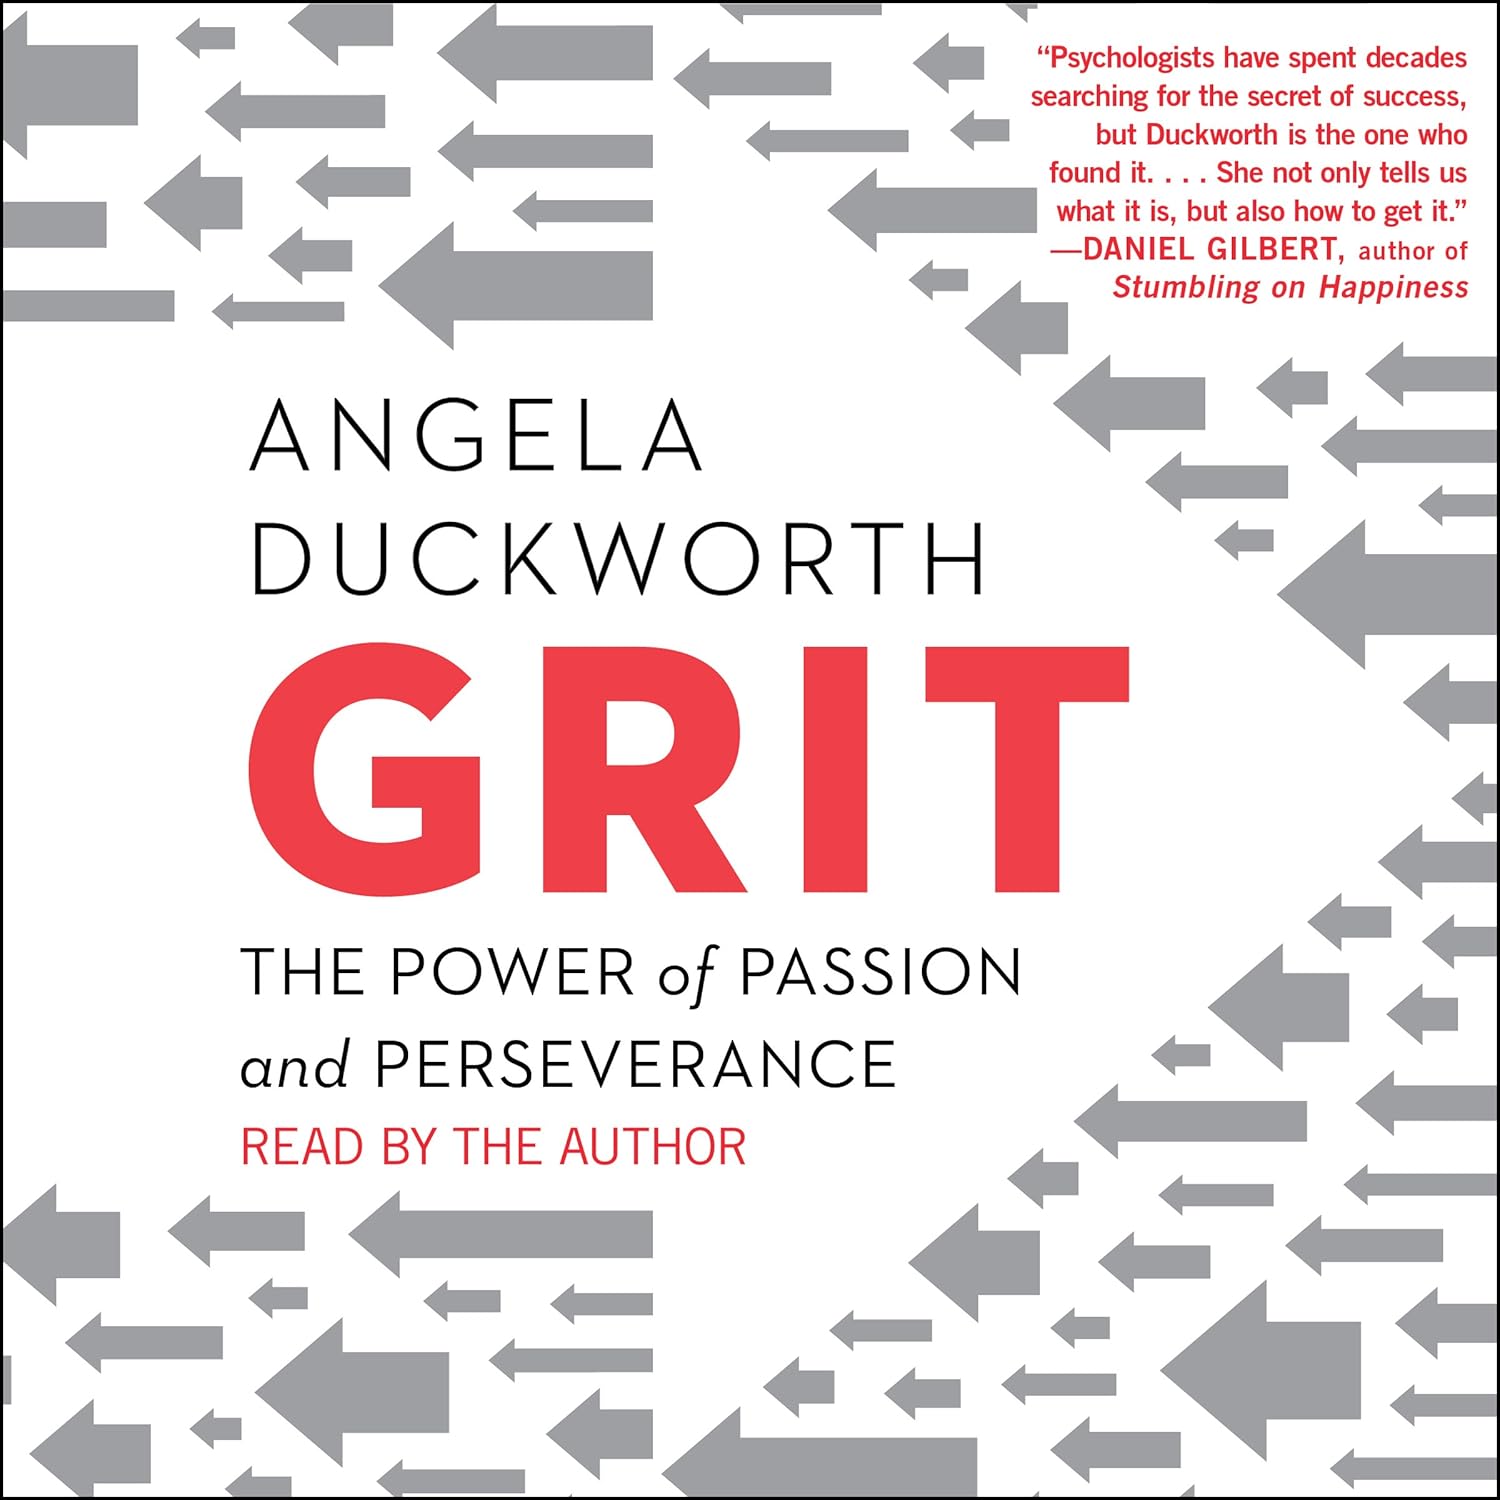 “Psychologists have spent decades
searching for the secret of success,
but Duckworth is the one who
found it. . . . She not only tells us
what it is, but also how to get it.”
—DANIEL GILBERT, author of
Stumbling on Happiness
ANGELA
DUCKWORTH
GRIT
THE POWER of PASSION
and PERSEVERANCE
READ BY THE AUTHOR